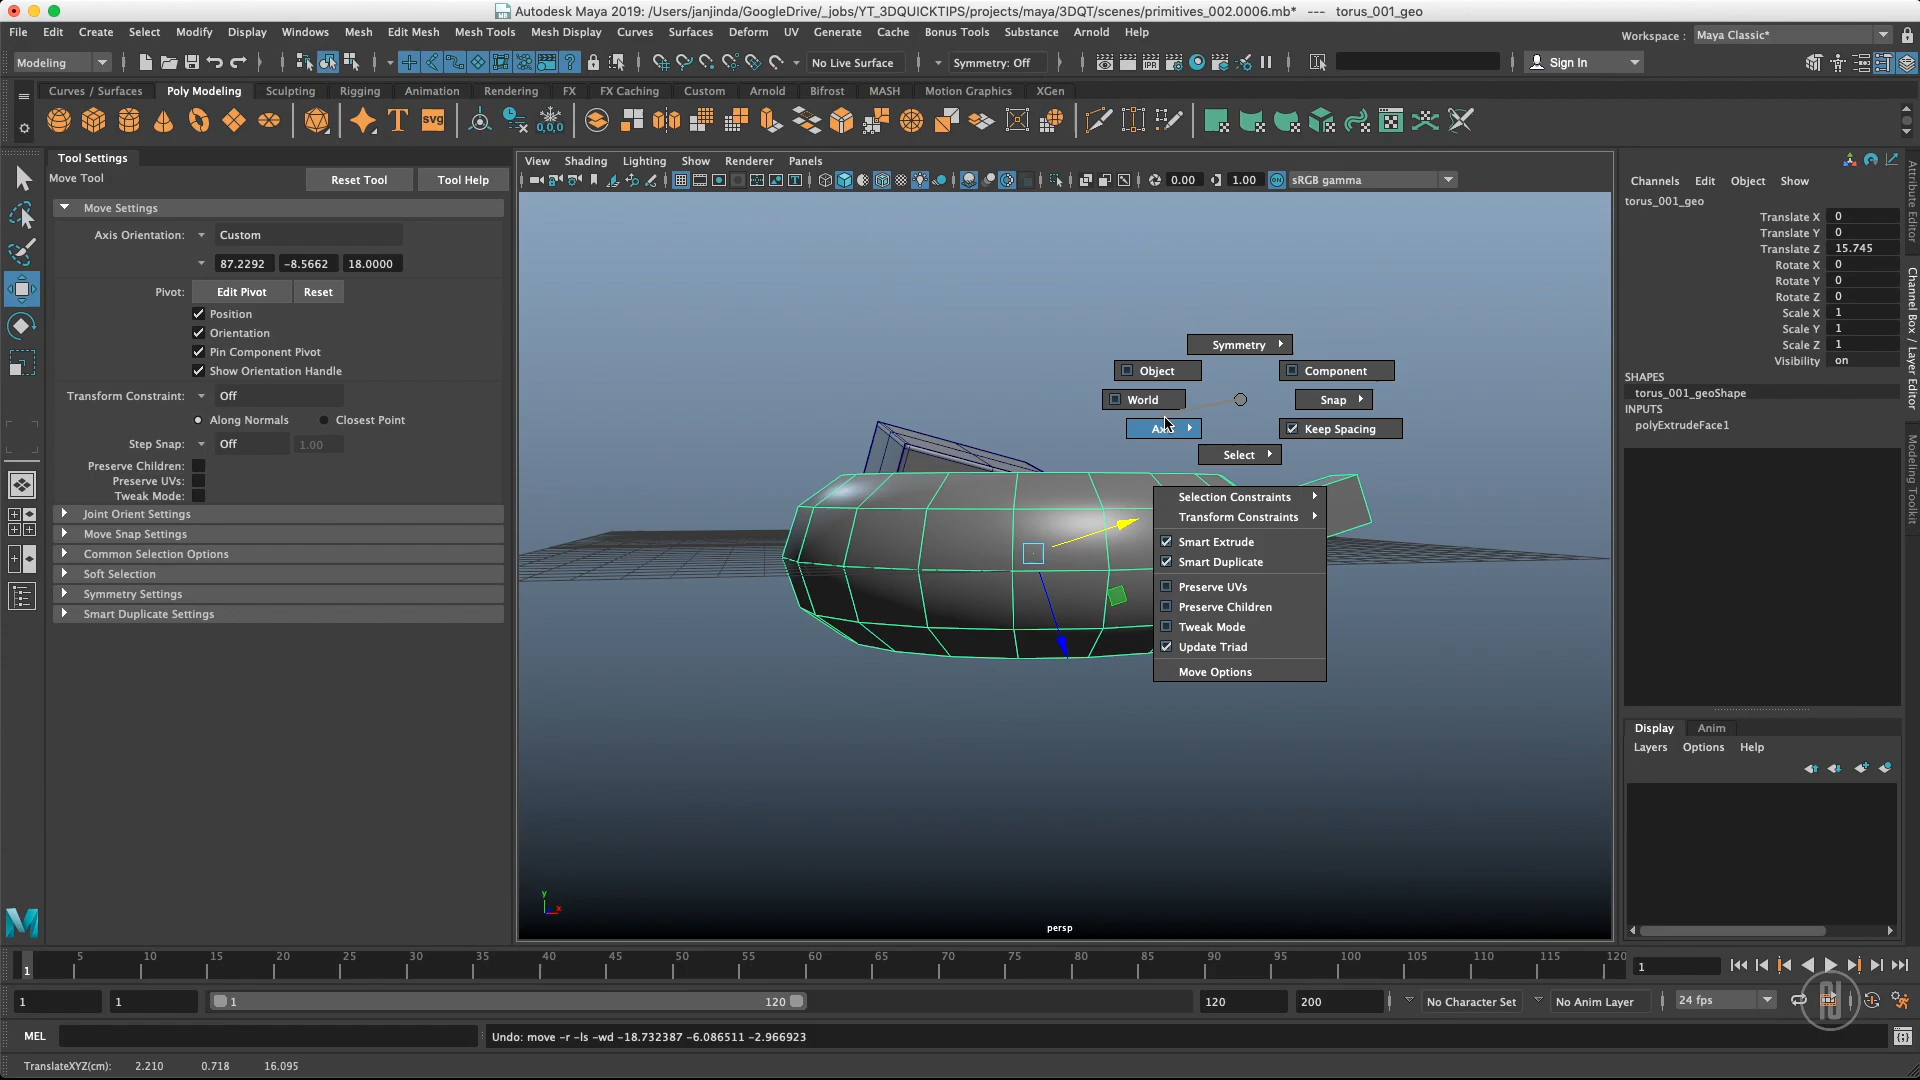 Autodesk Maya 2019: /Users/janjinda/GoogleDrive/_jobs/YT_3DQUICKTIPS/projects/maya/3DQT/scenes/primitives_002.0006.mb* --- torus_001_geo
File Edit Create Select Modify Display Windows Mesh Edit Mesh Mesh Tools Mesh Display Curves Surfaces Deform UV Generate Cache Bonus Tools Substance Arnold Help
Workspace : Maya Classic*
Modeling
No Live Surface
Symmetry: Off
Sign In
Curves / Surfaces Poly Modeling Sculpting Rigging Animation Rendering FX FX Caching Custom Arnold Bifrost MASH Motion Graphics XGen
Tool Settings
Move Tool
Reset Tool
Tool Help
Move Settings
Axis Orientation: Custom
87.2292 -8.5662 18.0000
Pivot: Edit Pivot Reset
Position
Orientation
Pin Component Pivot
Show Orientation Handle
Transform Constraint: Off
Along Normals Closest Point
Step Snap: Off 1.00
Preserve Children:
Preserve UVs:
Tweak Mode:
Joint Orient Settings
Move Snap Settings
Common Selection Options
Soft Selection
Symmetry Settings
Smart Duplicate Settings
View Shading Lighting Show Renderer Panels
0.00 1.00 ON sRGB gamma
Symmetry
Object
Component
World
Snap
Keep Spacing
Select
Selection Constraints
Transform Constraints
Smart Extrude
Smart Duplicate
Preserve UVs
Preserve Children
Tweak Mode
Update Triad
Move Options
y
x
persp
Channels Edit Object Show
torus_001_geo
Translate X 0
Translate Y 0
Translate Z 15.745
Rotate X 0
Rotate Y 0
Rotate Z 0
Scale X 1
Scale Y 1
Scale Z 1
Visibility on
SHAPES
torus_001_geoShape
INPUTS
polyExtrudeFace1
Attribute Editor
Channel Box / Layer Editor
Modeling Toolkit
Display Anim
Layers Options Help
1 5 10 15 20 25 30 35 40 45 50 55 60 65 70 75 80 85 90 95 100 105 110 115 120
1
1 1 1 120 120 200
No Character Set
No Anim Layer
24 fps
MEL
Undo: move -r -ls -wd -18.732387 -6.086511 -2.966923
TranslateXYZ(cm): 2.210 0.718 16.095